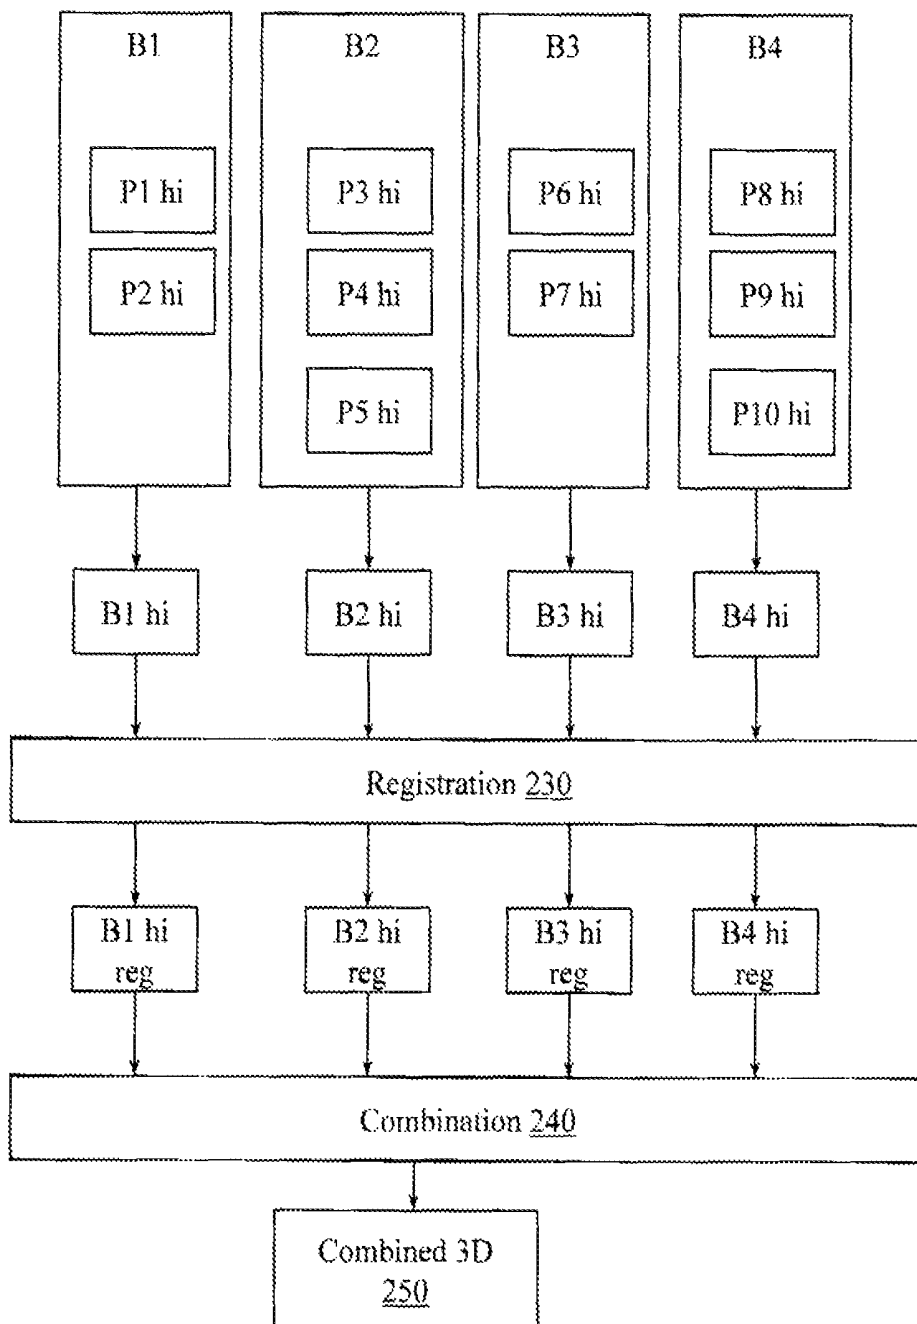 B1 B2 B3 B4
P1 hi P3 hi P6 hi P8 hi
P2 hi P4 hi P7 hi P9 hi
P5 hi P10 hi
B1 hi B2 hi B3 hi B4 hi
Registration 230
B1 hi B2 hi B3 hi B4 hi
reg reg reg reg
Combination 240
Combined 3D
250